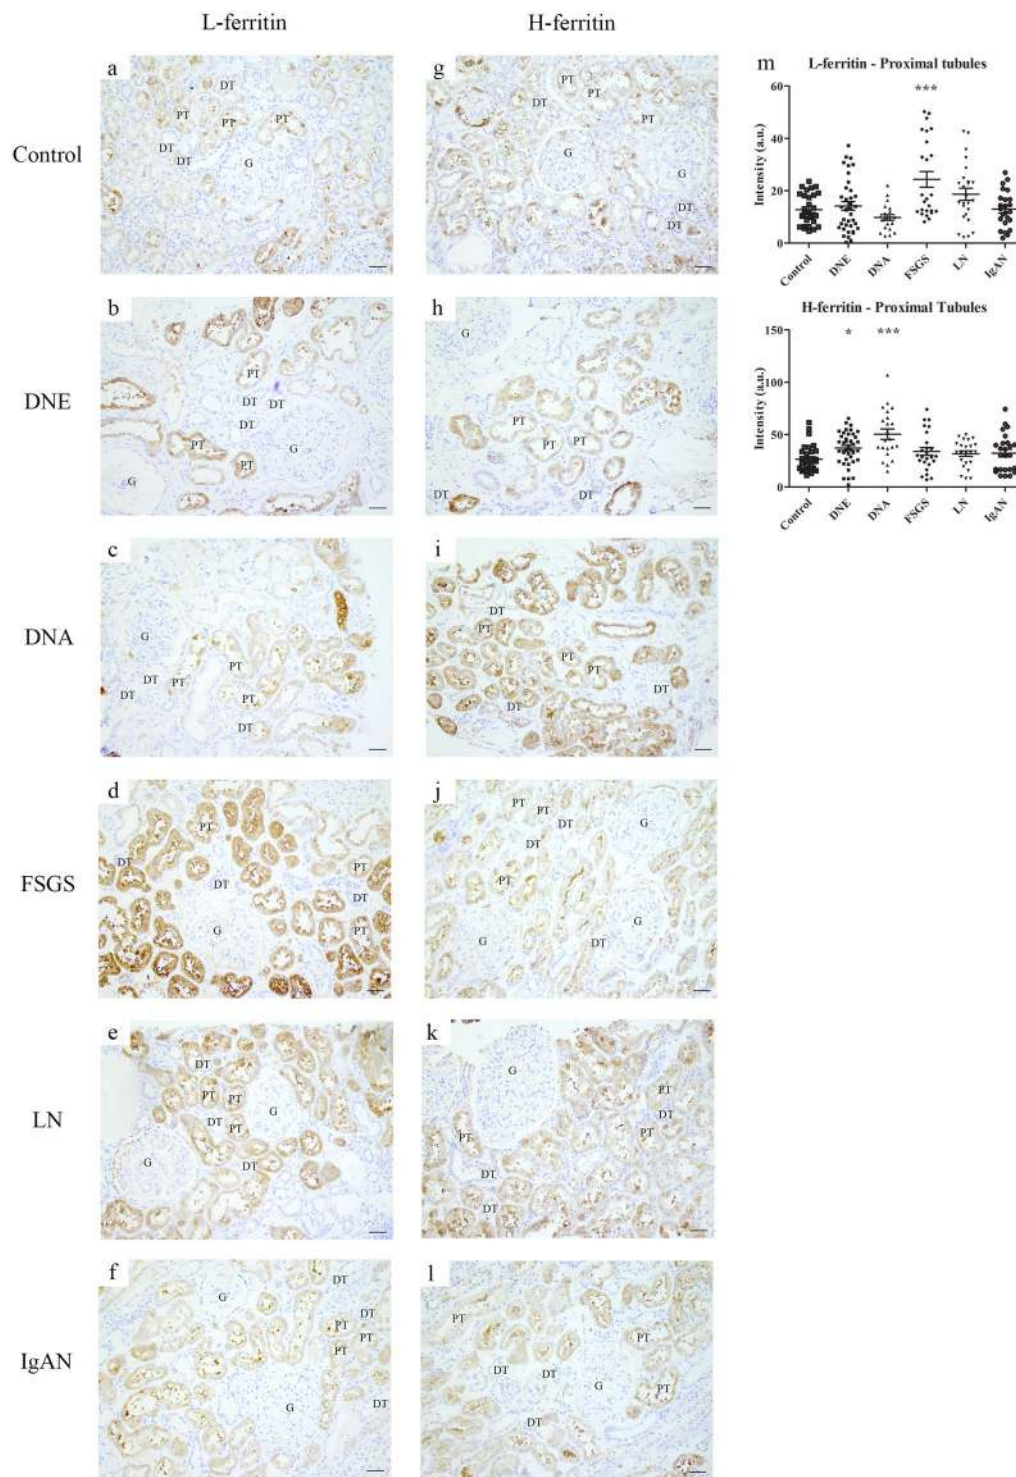 L-ferritin
H-ferritin
Control
a
DT
PT
PT
PT
DT
DT
G
g
PT
DT
PT
PT
G
G
DT
DT
DNE
b
PT
DT
DT
DT
PT
G
PT
G
h
G
PT
PT
PT
DT
DT
DNA
c
G
PT
DT
PT
DT
PT
DT
i
DT
PT
PT
PT
DT
DT
FSGS
d
PT
DT
PT
DT
DT
G
PT
j
PT
PT
G
DT
DT
PT
G
G
DT
LN
e
DT
PT
PT
G
DT
PT
G
DT
k
G
PT
DT
PT
PT
DT
DT
IgAN
f
DT
G
DT
PT
PT
PT
DT
G
l
PT
PT
DT
DT
G
PT
DT
m
L-ferritin - Proximal tubules
***
Intensity (a.u.)
60
40
20
0
Control
DNE
DNA
FSGS
LN
IgAN
H-ferritin - Proximal Tubules
*
***
Intensity (a.u.)
150
100
50
0
Control
DNE
DNA
FSGS
LN
IgAN